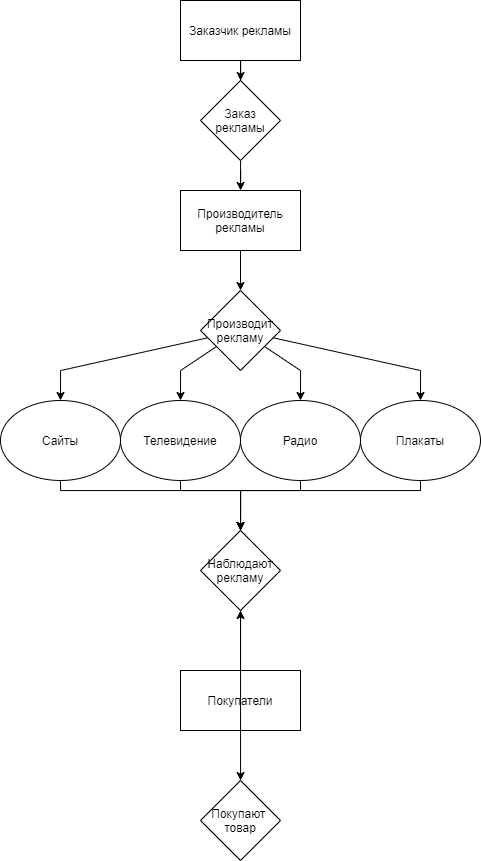 Заказчик рекламы
Заказ
рекламы
Производитель
рекламы
Производит
рекламу
Сайты
Телевидение
Радио
Плакаты
Наблюдают
рекламу
Покупатели
Покупают
товар